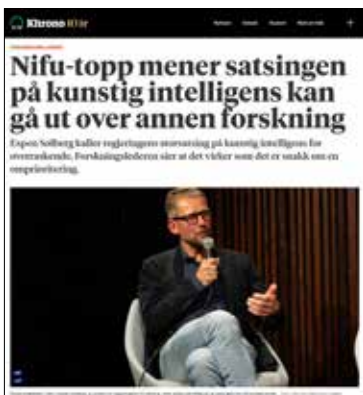 Khrono
Nifu-topp mener satsingen
på kunstig intelligens kan
gå ut over annen forskning
Espen Solberg kaller regjeringens storsatsing på kunstig intelligens for
overraskende. Forskningslederen sier at det virker som det er snakk om en
omprioritering.